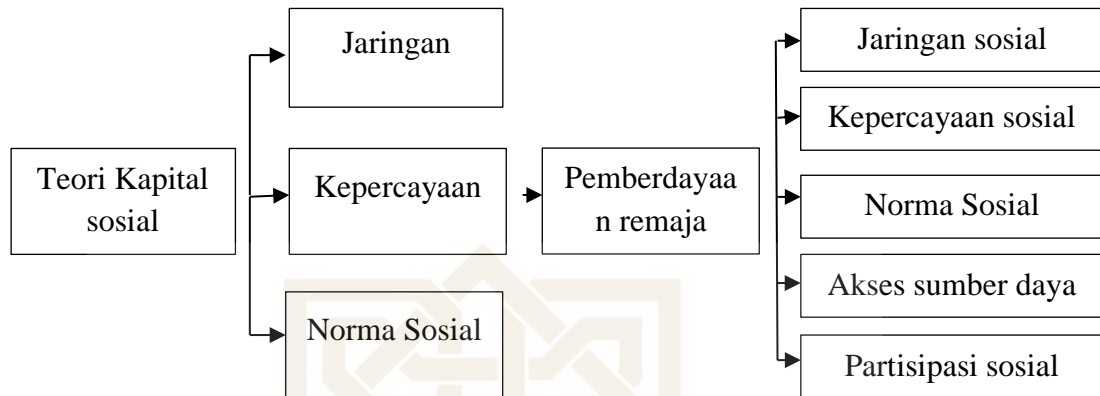 Teori Kapital
sosial
Jaringan
Kepercayaan
Norma Sosial
Pemberdayaa
n remaja
Jaringan sosial
Kepercayaan sosial
Norma Sosial
Akses sumber daya
Partisipasi sosial